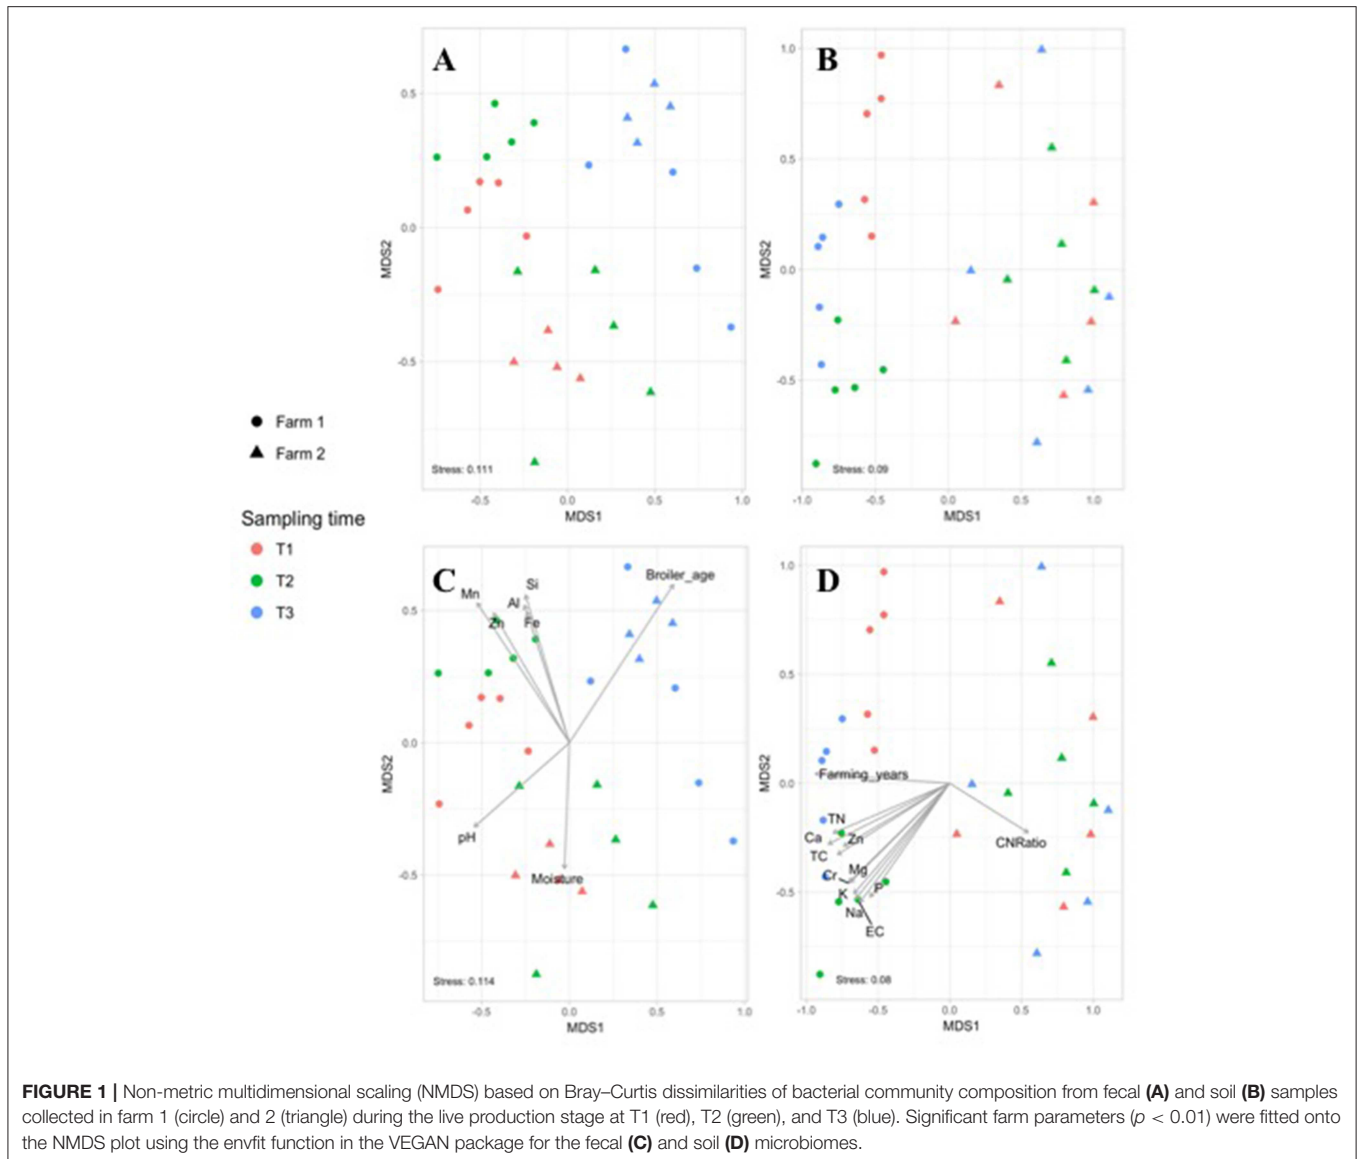 A
B
0.5
0.0
-0.5
MDS2
1.0
0.5
0.0
-0.5
MDS2
Farm 1
Farm 2
Stress: 0.111
Stress: 0.09
-0.5
0.0
0.5
1.0
MDS1
-1.0
-0.5
0.0
0.5
1.0
MDS1
Sampling time
T1
T2
T3
C
D
Si
Broiler_age
Mn
Al
Zn
Fe
0.5
0.0
-0.5
MDS2
pH
Moisture
Stress: 0.114
-0.5
0.0
0.5
1.0
MDS1
1.0
0.5
0.0
-0.5
MDS2
Farming_years
TN
Ca
Zn
CNRatio
TC
Mg
Cr
K
P
Na
EC
Stress: 0.08
-1.0
-0.5
0.0
0.5
1.0
MDS1
FIGURE 1 | Non-metric multidimensional scaling (NMDS) based on Bray–Curtis dissimilarities of bacterial community composition from fecal (A) and soil (B) samples
collected in farm 1 (circle) and 2 (triangle) during the live production stage at T1 (red), T2 (green), and T3 (blue). Significant farm parameters (p < 0.01) were fitted onto
the NMDS plot using the envfit function in the VEGAN package for the fecal (C) and soil (D) microbiomes.